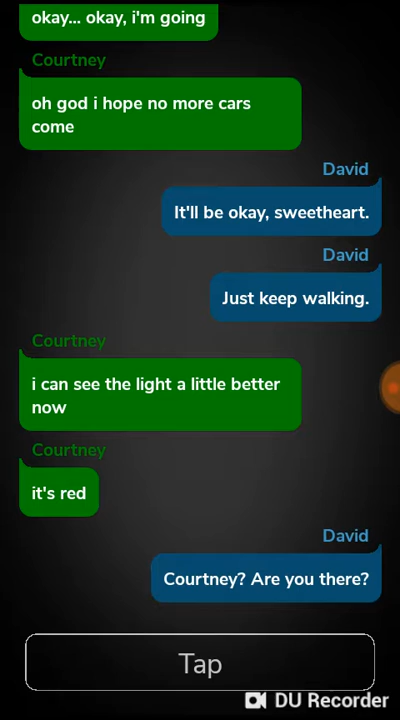 okay... okay, i'm going
Courtney
oh god i hope no more cars
come
David
It'll be okay, sweetheart.
David
Just keep walking.
Courtney
i can see the light a little better
now
Courtney
it's red
David
Courtney? Are you there?
Tap
DU Recorder